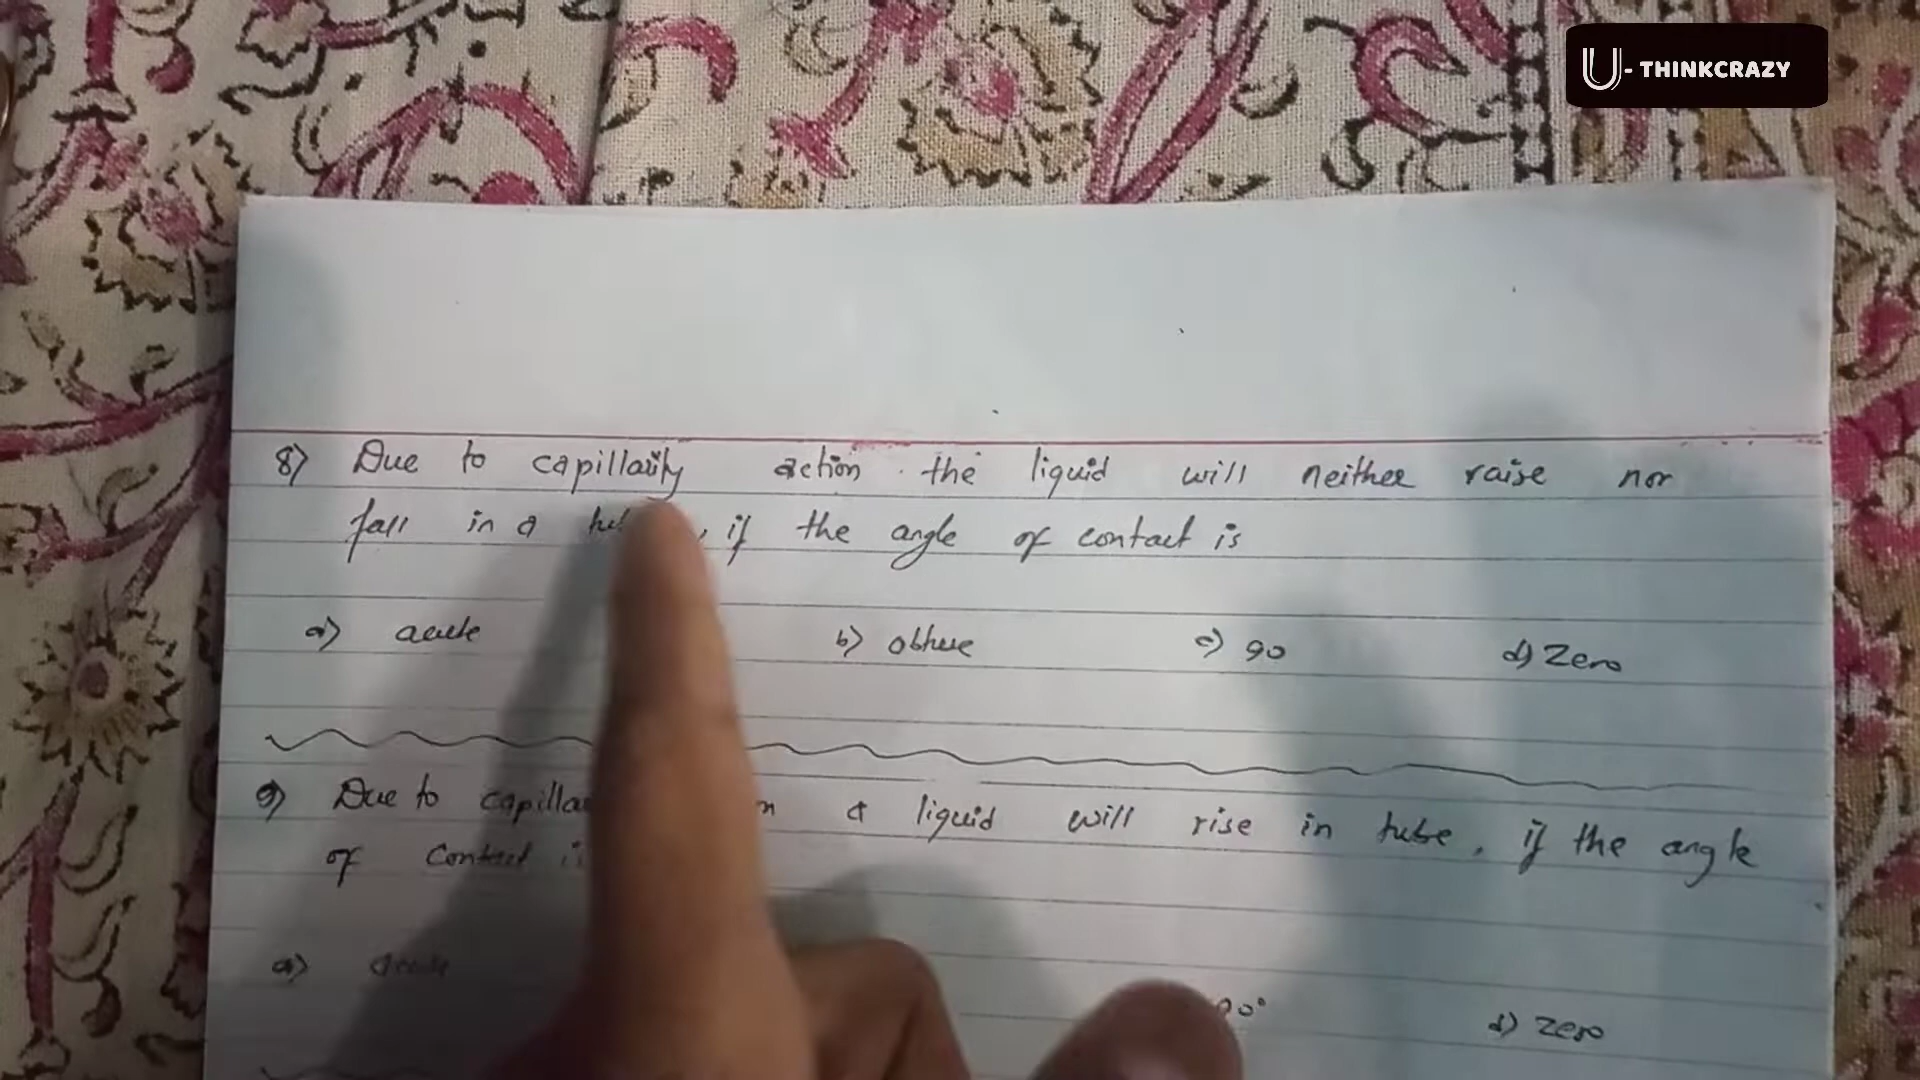 U - THINKCRAZY
8) Due to capillarity action the liquid will neither raise nor
fall in a , if the angle of contact is
a) acute b) obtuse c) 90 d) Zero
9) Due to a liquid will rise in tube, if the angle
of Contact
a) acute 90° d) zero